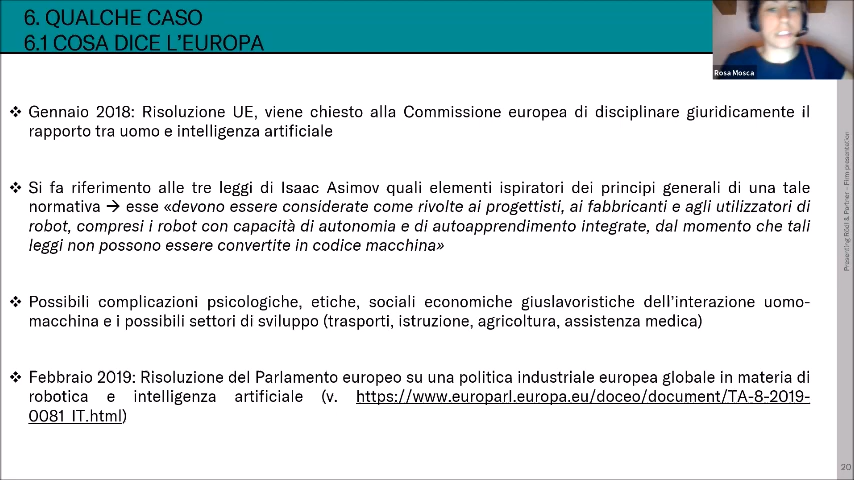 6. QUALCHE CASO
6.1 COSA DICE L'EUROPA
Rosa Mosca
❖ Gennaio 2018: Risoluzione UE, viene chiesto alla Commissione europea di disciplinare giuridicamente il
rapporto tra uomo e intelligenza artificiale
❖ Si fa riferimento alle tre leggi di Isaac Asimov quali elementi ispiratori dei principi generali di una tale
normativa → esse «devono essere considerate come rivolte ai progettisti, ai fabbricanti e agli utilizzatori di
robot, compresi i robot con capacità di autonomia e di autoapprendimento integrate, dal momento che tali
leggi non possono essere convertite in codice macchina»
❖ Possibili complicazioni psicologiche, etiche, sociali economiche giuslavoristiche dell'interazione uomo-
macchina e i possibili settori di sviluppo (trasporti, istruzione, agricoltura, assistenza medica)
❖ Febbraio 2019: Risoluzione del Parlamento europeo su una politica industriale europea globale in materia di
robotica e intelligenza artificiale (v. https://www.europarl.europa.eu/doceo/document/TA-8-2019-
0081_IT.html)
Presenting Rödl & Partner - Firm presentation
20